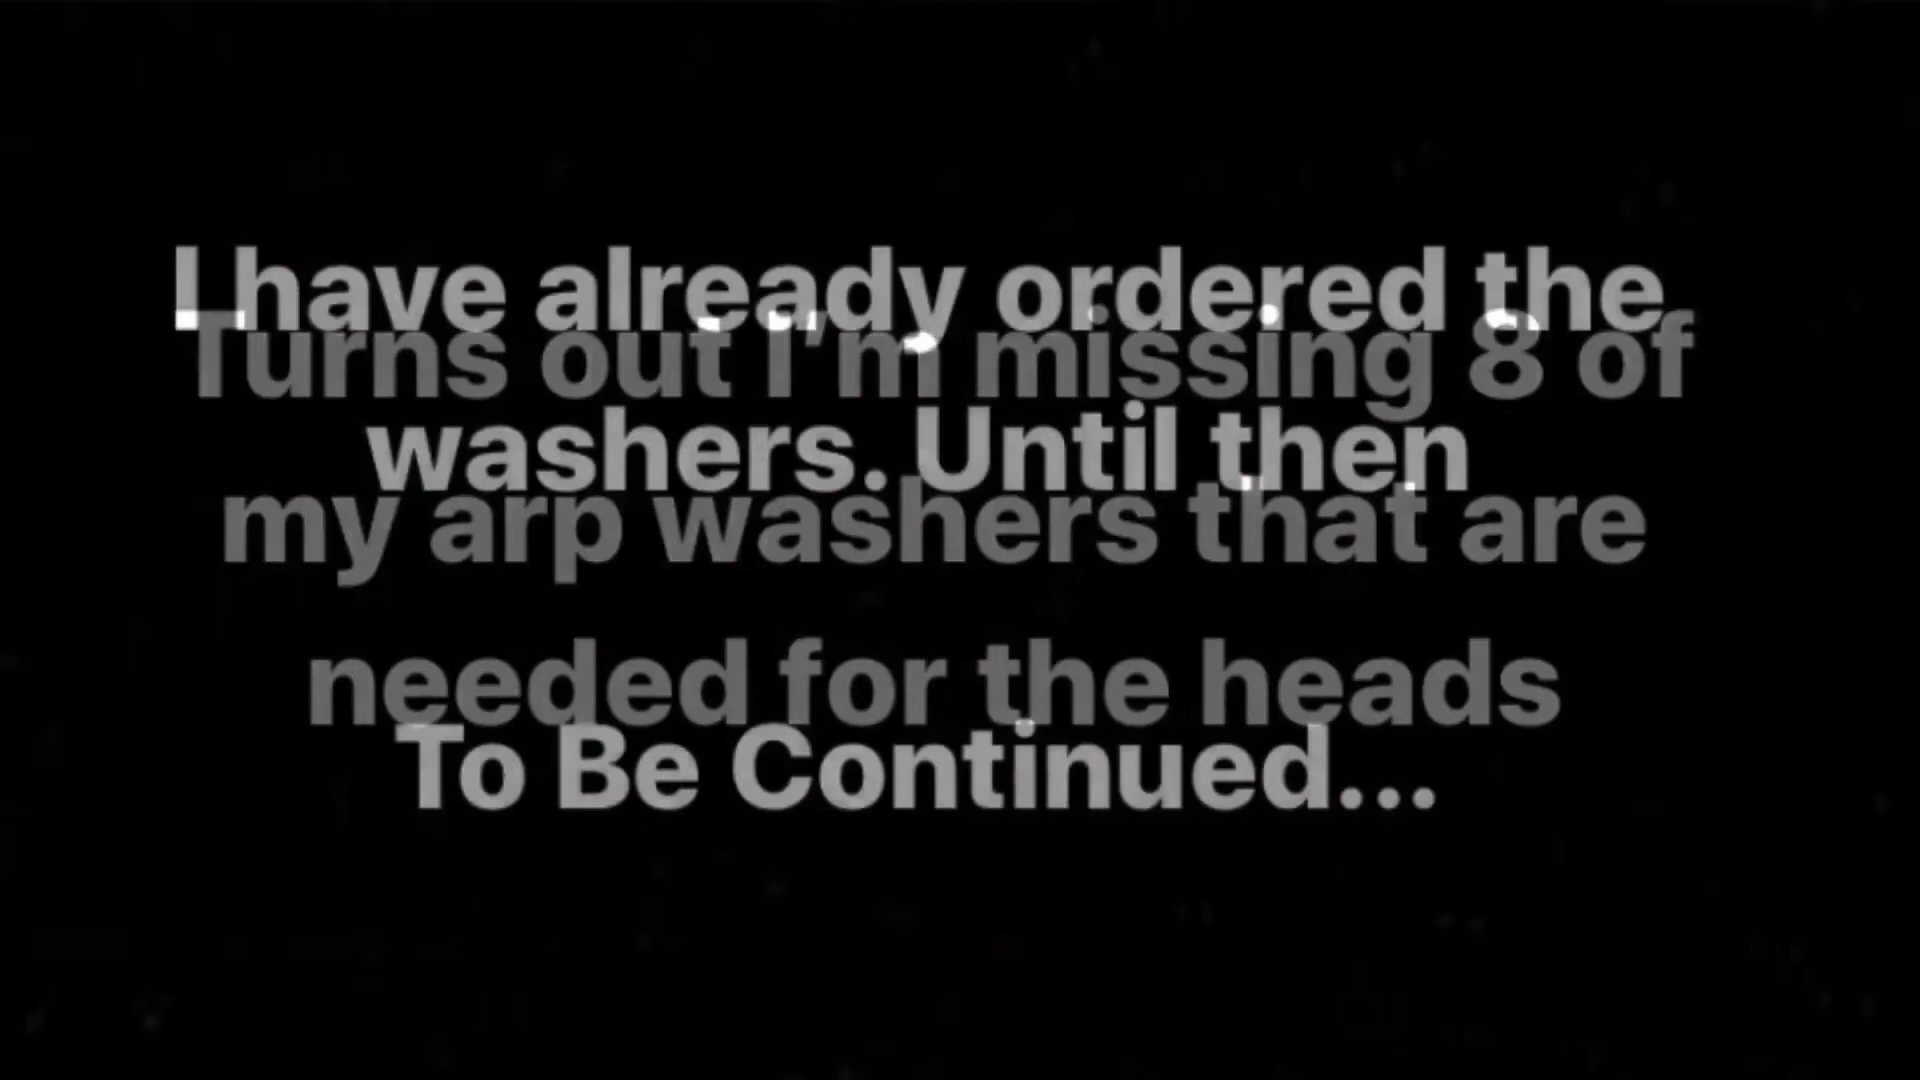 I have already ordered the
Turns out I'm missing 8 of
washers. Until then
my arp washers that are
needed for the heads
To Be Continued...